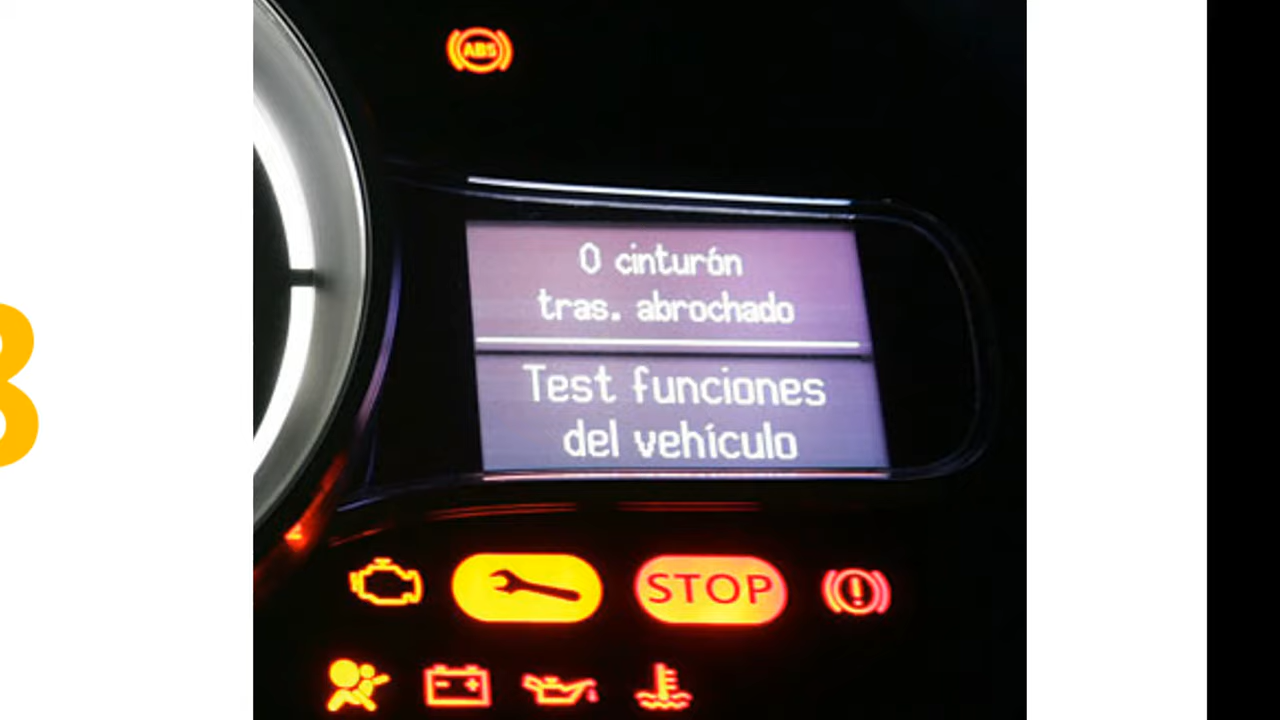 ABS
0 cinturón
tras. abrochado
Test funciones
del vehículo
STOP